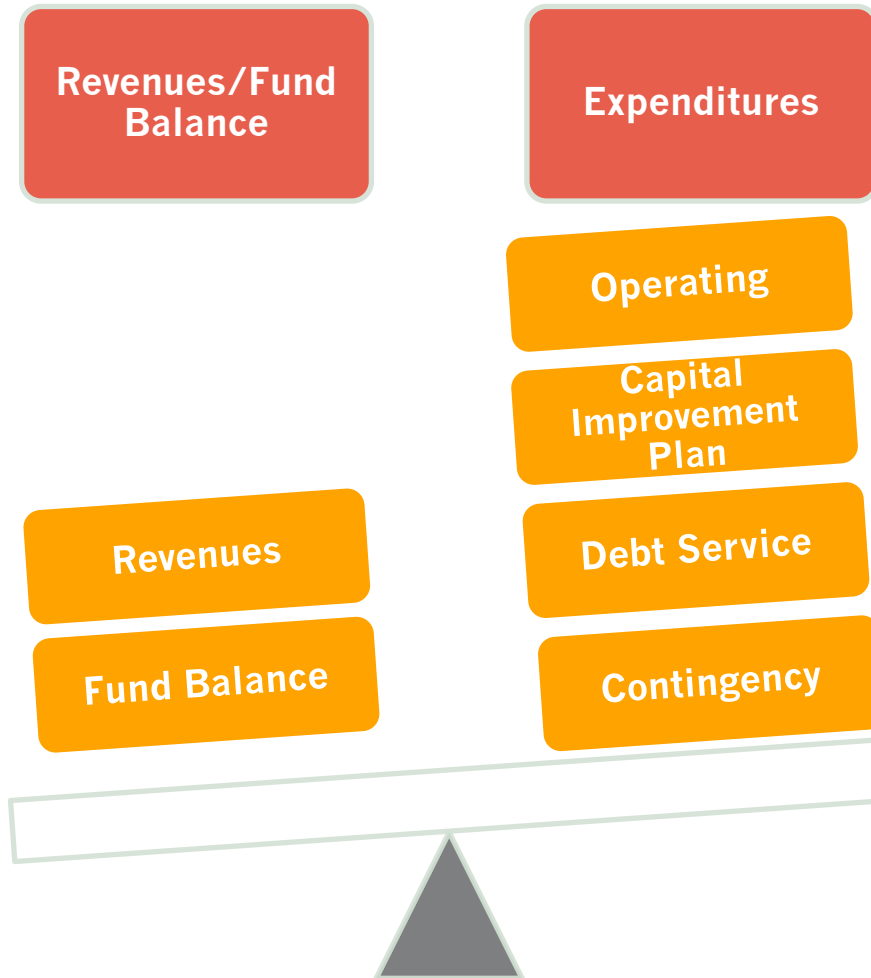 Revenues/Fund
Balance
Expenditures
Operating
Capital
Improvement
Plan
Revenues
Debt Service
Fund Balance
Contingency